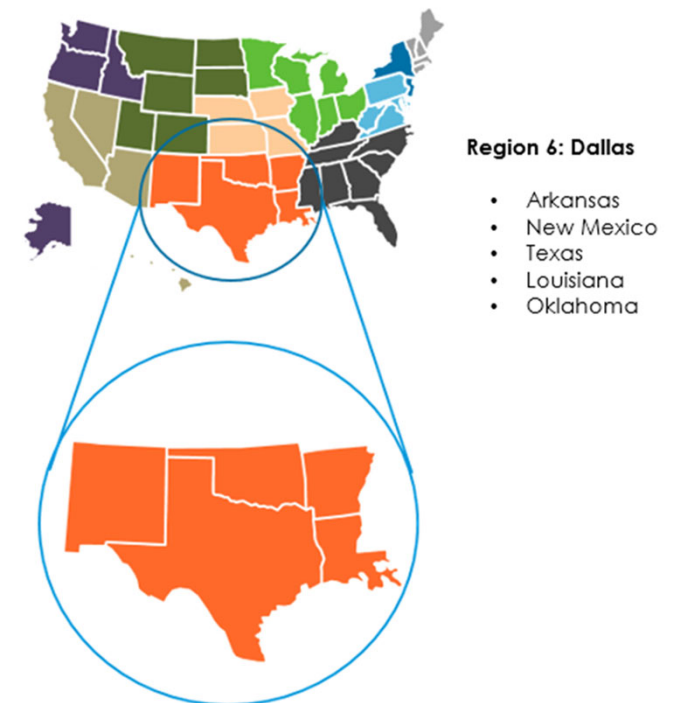 Region 6: Dallas
• Arkansas
• New Mexico
• Texas
• Louisiana
• Oklahoma